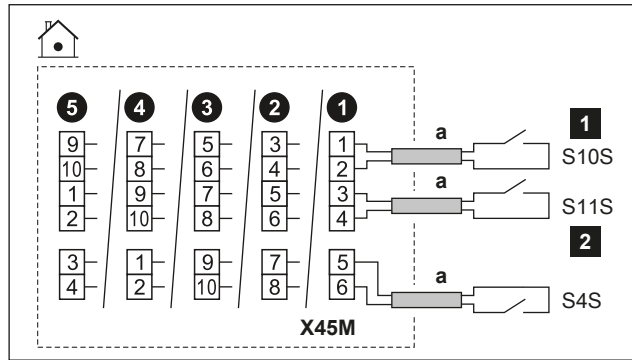 5 4 3 2 1
9 7 5 3 1 a 1
10 8 6 4 2 S10S
1 9 7 5 3 a
2 10 8 6 4 S11S
2
3 1 9 7 5 a
4 2 10 8 6 S4S
X45M